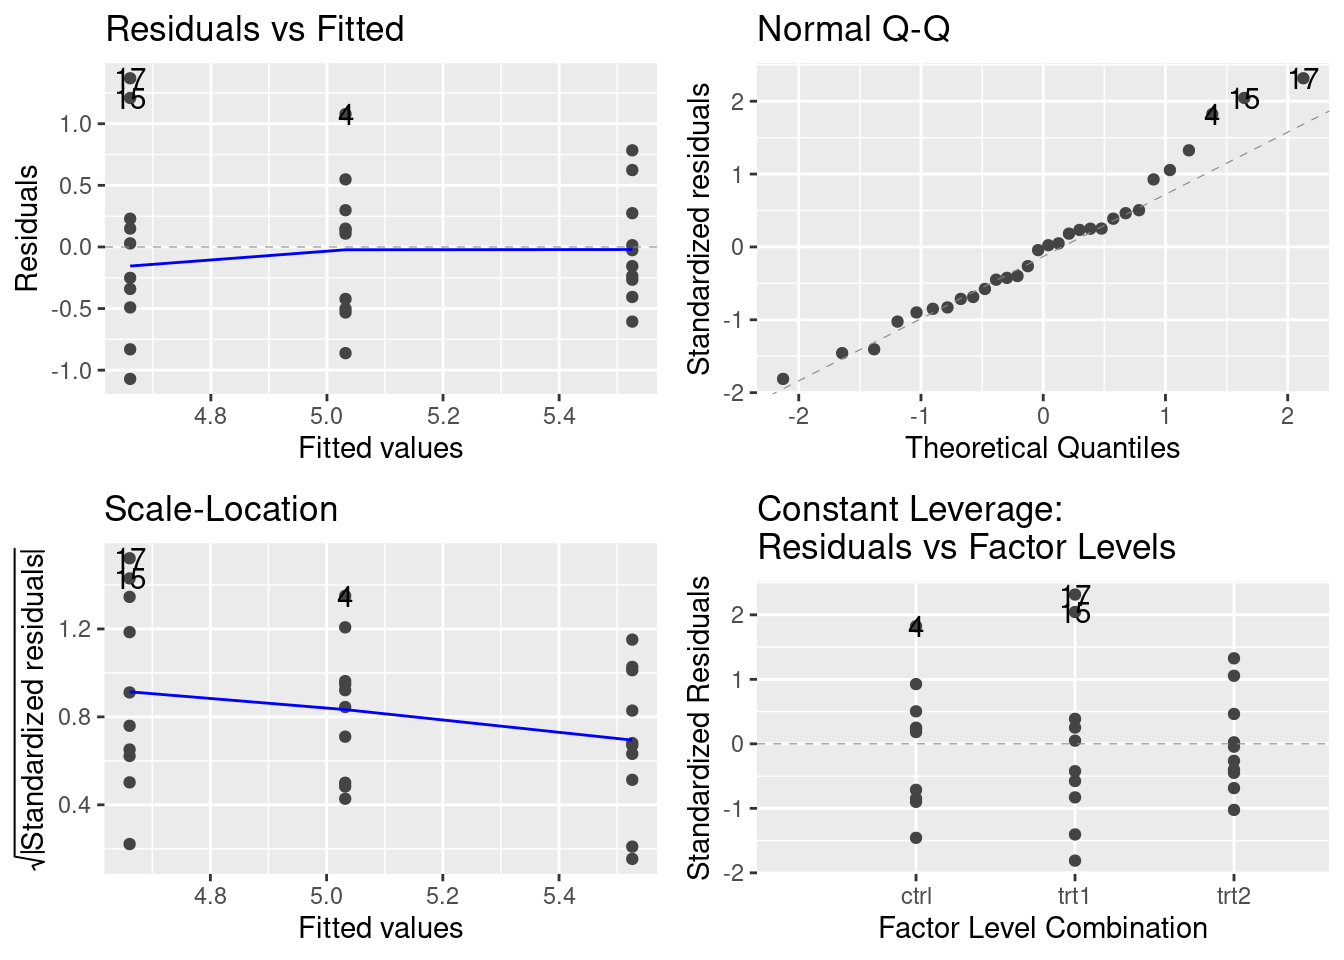 Residuals vs Fitted
17
15
4
1.0
0.5
0.0
-0.5
-1.0
Residuals
4.8 5.0 5.2 5.4
Fitted values
Normal Q-Q
17
15
4
2
1
0
-1
-2
Standardized residuals
-2 -1 0 1 2
Theoretical Quantiles
Scale-Location
17
15
4
1.2
0.8
0.4
√|Standardized residuals|
4.8 5.0 5.2 5.4
Fitted values
Constant Leverage:
Residuals vs Factor Levels
17
15
4
2
1
0
-1
-2
Standardized Residuals
ctrl trt1 trt2
Factor Level Combination